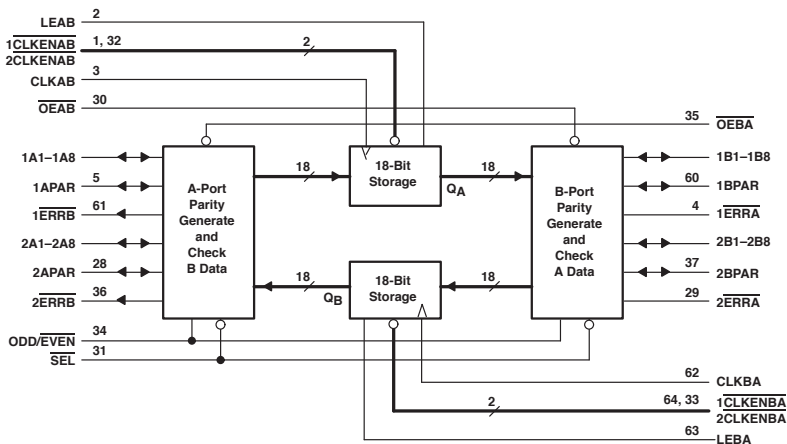 LEAB 2
1CLKENAB 1, 32 2
2CLKENAB
CLKAB 3
OEAB 30
35 OEBA
1A1–1A8
1APAR 5
1ERRB 61
2A1–2A8
2APAR 28
2ERRB 36
A-Port
Parity
Generate
and
Check
B Data
18
18-Bit
Storage
QA
18
18
QB
18-Bit
Storage
18
B-Port
Parity
Generate and
Check
A Data
1B1–1B8
60 1BPAR
4 1ERRA
2B1–2B8
37 2BPAR
29 2ERRA
ODD/EVEN 34
SEL 31
62 CLKBA
2 64, 33 1CLKENBA
2CLKENBA
63 LEBA